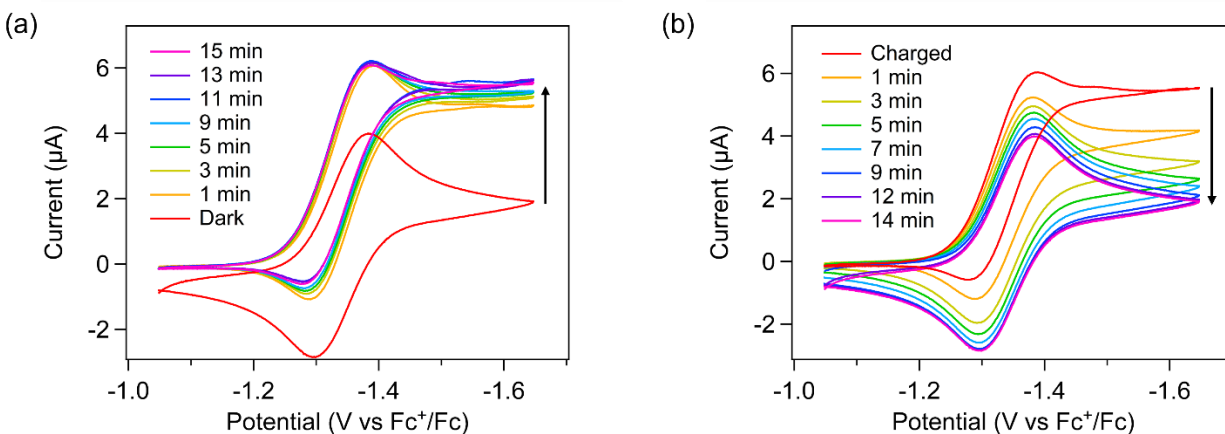 (a)
15 min
13 min
11 min
9 min
5 min
3 min
1 min
Dark
6
4
2
0
-2
Current (µA)
-1.0
-1.2
-1.4
-1.6
Potential (V vs Fc⁺/Fc)
(b)
Charged
1 min
3 min
5 min
7 min
9 min
12 min
14 min
6
4
2
0
-2
Current (µA)
-1.0
-1.2
-1.4
-1.6
Potential (V vs Fc⁺/Fc)